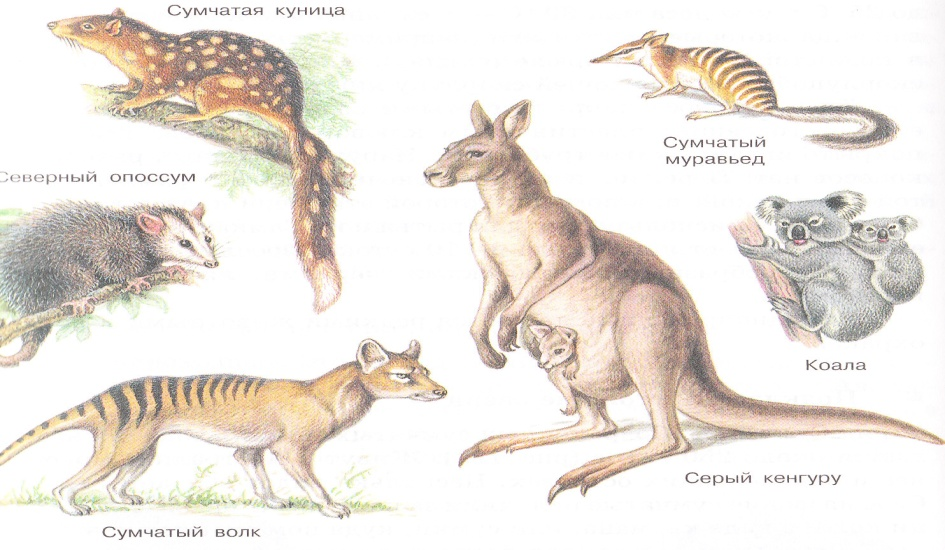 Сумчатая куница
Сумчатый
муравьед
Северный опоссум
Коала
Серый кенгуру
Сумчатый волк